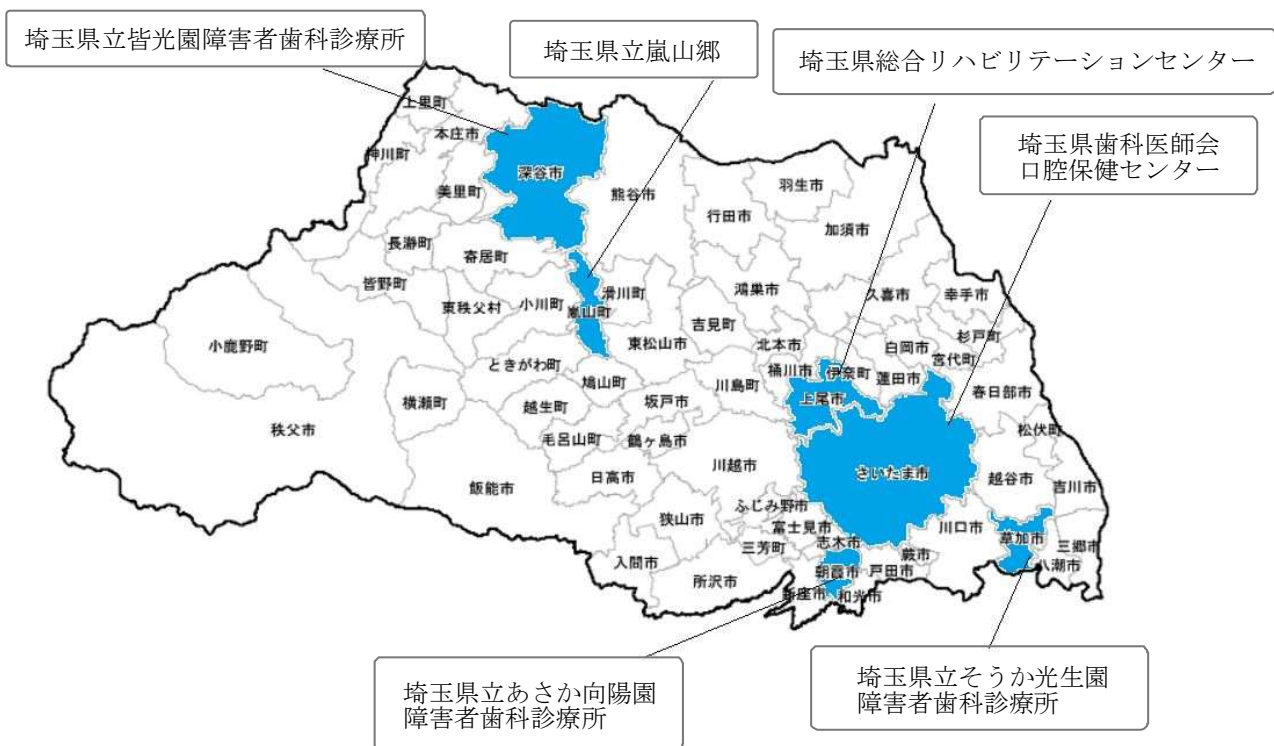 埼玉県立皆光園障害者歯科診療所
埼玉県立嵐山郷
埼玉県総合リハビリテーションセンター
埼玉県歯科医師会
口腔保健センター
上里町
本庄市
神川町
深谷市
美里町
熊谷市
羽生市
行田市
加須市
長瀞町
寄居町
皆野町
東秩父村
小川町
嵐山町
滑川町
鴻巣市
久喜市
幸手市
吉見町
小鹿野町
東松山市
北本市
白岡市
杉戸町
宮代町
ときがわ町
鳩山町
川島町
桶川市
伊奈町
蓮田市
春日部市
横瀬町
越生町
坂戸市
上尾市
秩父市
毛呂山町
鶴ヶ島市
松伏町
飯能市
日高市
川越市
さいたま市
越谷市
吉川市
狭山市
ふじみ野市
富士見市
川口市
草加市
三郷市
入間市
所沢市
三芳町
志木市
朝霞市
戸田市
蕨市
八潮市
新座市
和光市
埼玉県立あさか向陽園
障害者歯科診療所
埼玉県立そうか光生園
障害者歯科診療所